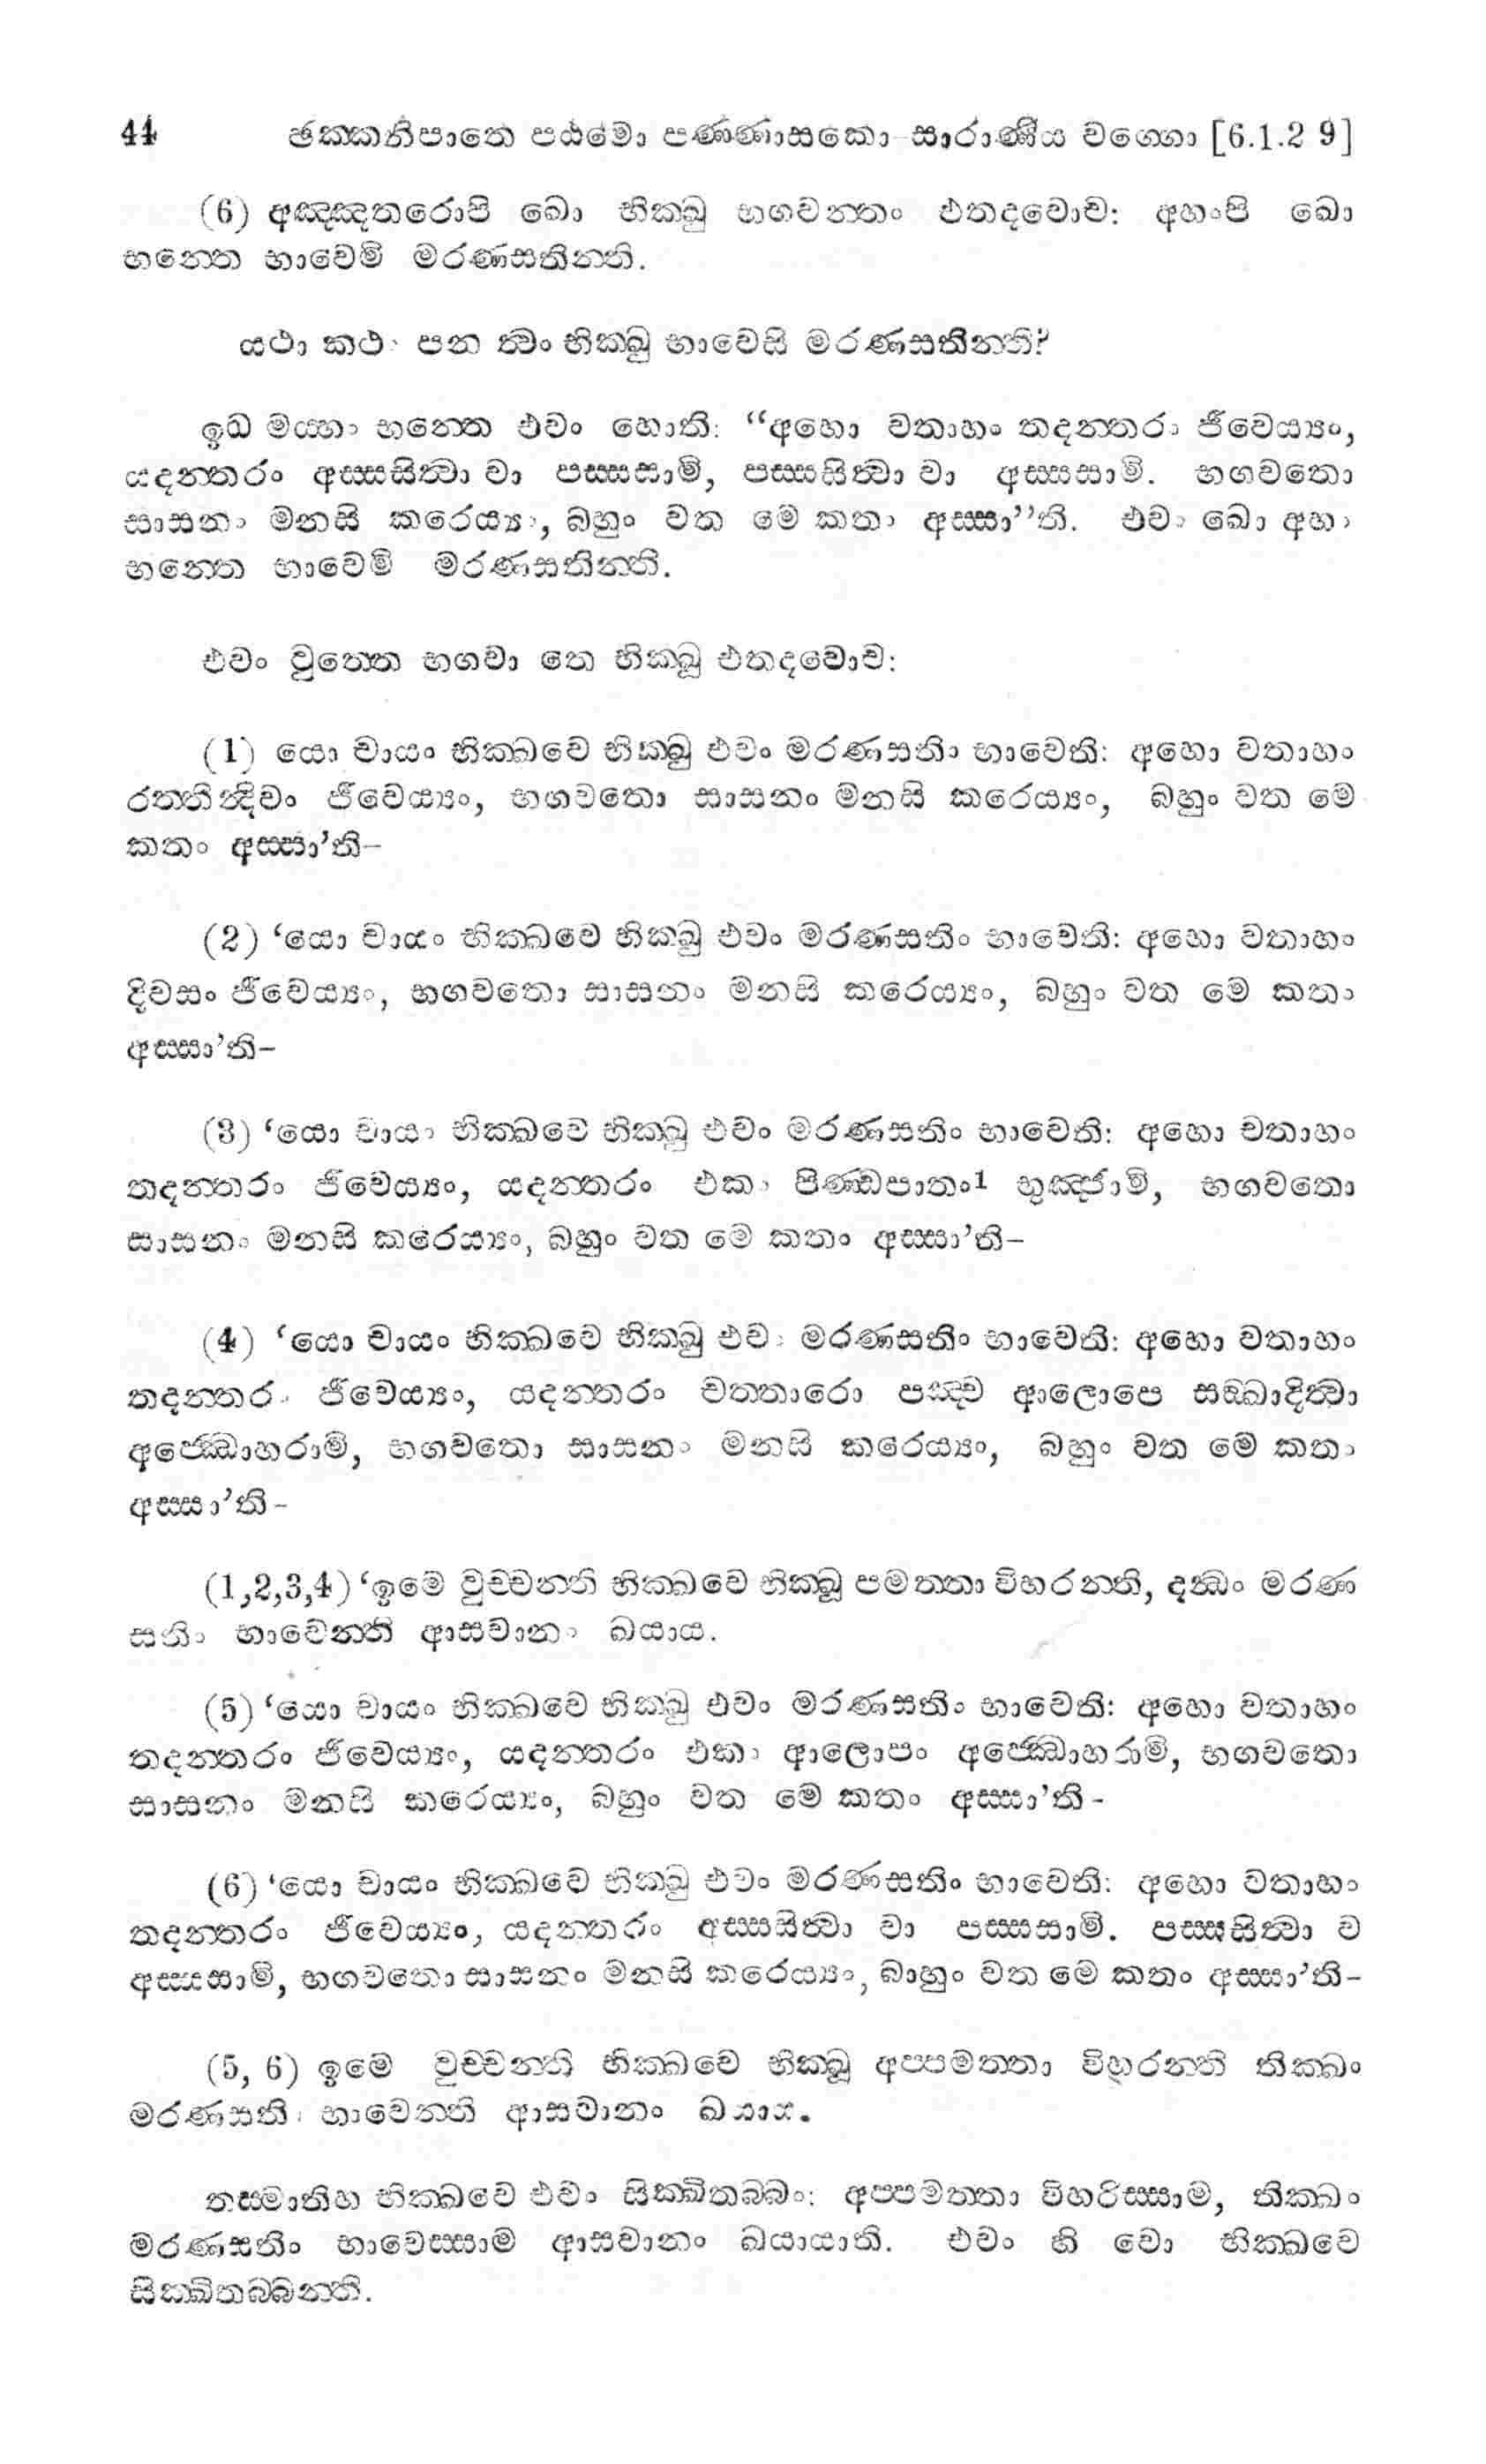 44 ඡක්කනිපාතෙ පඨමො පණ්ණාසකො-සාරාණීය වග්ගො [6.1.2 9]
(6) අඤ්ඤතරොපි ඛො භික්ඛු භගවන්තං එතදවොච: අහංපි ඛො
භන්තෙ භාවෙමි මරණසතින්ති.
යථා කථං පන ත්වං භික්ඛු භාවෙසි මරණසතීන්ති?
ඉධ මය්හං භන්තෙ එවං හොති: “අහො වතාහං තදන්තරං ජීවෙය්‍යං,
යදන්තරං අස්සසිත්වා වා පස්සසාමි, පස්සසිත්වා වා අස්සසාමි. භගවතො
සාසනං මනසි කරෙය්‍යං, බහුං වත මෙ කතං අස්සා’’ති. එවං ඛො අහං
භන්තෙ භාවෙමි මරණසතින්ති.
එවං වුත්තෙ භගවා තෙ භික්ඛූ එතදවොච:
(1) යො චායං භික්ඛවෙ භික්ඛු එවං මරණසතිං භාවෙති: අහො වතාහං
රත්තින්දිවං ජීවෙය්‍යං, භගවතො සාසනං මනසි කරෙය්‍යං, බහුං වත මෙ
කතං අස්සා’ති–
(2) ‘යො චායං භික්ඛවෙ භික්ඛු එවං මරණසතිං භාවෙති: අහො වතාහං
දිවසං ජීවෙය්‍යං, භගවතො සාසනං මනසි කරෙය්‍යං, බහුං වත මෙ කතං
අස්සා’ති–
(3) ‘යො චායං භික්ඛවෙ භික්ඛු එවං මරණසතිං භාවෙති: අහො වතාහං
තදන්තරං ජීවෙය්‍යං, යදන්තරං එකං පිණ්ඩපාතං1 භුඤ්ජාමි, භගවතො
සාසනං මනසි කරෙය්‍යං, බහුං වත මෙ කතං අස්සා’ති–
(4) ‘යො චායං භික්ඛවෙ භික්ඛු එවං මරණසතිං භාවෙති: අහො වතාහං
තදන්තරං ජීවෙය්‍යං, යදන්තරං චත්තාරො පඤ්ච ආලොපෙ සඞ්ඛාදිත්වා
අජ්ඣොහරාමි, භගවතො සාසනං මනසි කරෙය්‍යං, බහුං වත මෙ කතං
අස්සා’ති-
(1,2,3,4) ‘ඉමෙ වුච්චන්ති භික්ඛවෙ භික්ඛූ පමත්තා විහරන්ති, දන්ධං මරණ
සතිං භාවෙන්ති ආසවානං ඛයාය.
(5) ‘යො චායං භික්ඛවෙ භික්ඛු එවං මරණසතිං භාවෙති: අහො වතාහං
තදන්තරං ජීවෙය්‍යං, යදන්තරං එකං ආලොපං අජ්ඣොහරාමි, භගවතො
සාසනං මනසි කරෙය්‍යං, බහුං වත මෙ කතං අස්සා’ති-
(6) ‘යො චායං භික්ඛවෙ භික්ඛු එවං මරණසතිං භාවෙති: අහො වතාහං
තදන්තරං ජීවෙය්‍යං, යදන්තරං අස්සසිත්වා වා පස්සසාමි. පස්සසිත්වා ව
අස්සසාමි, භගවතො සාසනං මනසි කරෙය්‍යං, බාහුං වත මෙ කතං අස්සා’ති–
(5, 6) ඉමෙ වුච්චන්ති භික්ඛවෙ භික්ඛූ අප්පමත්තා විහරන්ති තික්ඛං
මරණසතිං භාවෙන්ති ආසවානං ඛයාය.
තස්මාතිහ භික්ඛවෙ එවං සික්ඛිතබ්බං: අප්පමත්තා විහරිස්සාම, තික්ඛං
මරණසතිං භාවෙස්සාම ආසවානං ඛයායාති. එවං හි වො භික්ඛවෙ
සික්ඛිතබ්බන්ති.